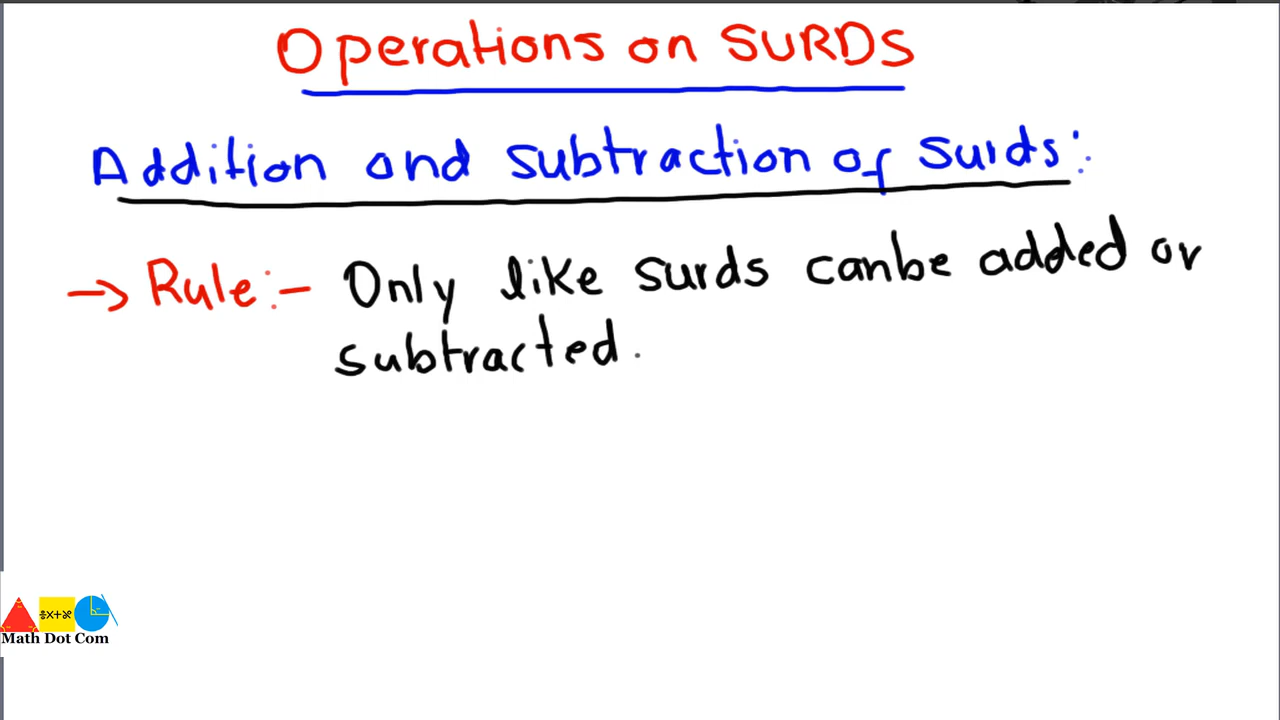 Operations on SURDs
Addition and subtraction of surds:
→ Rule:- Only like surds canbe added or
subtracted.
÷×+%
Math Dot Com